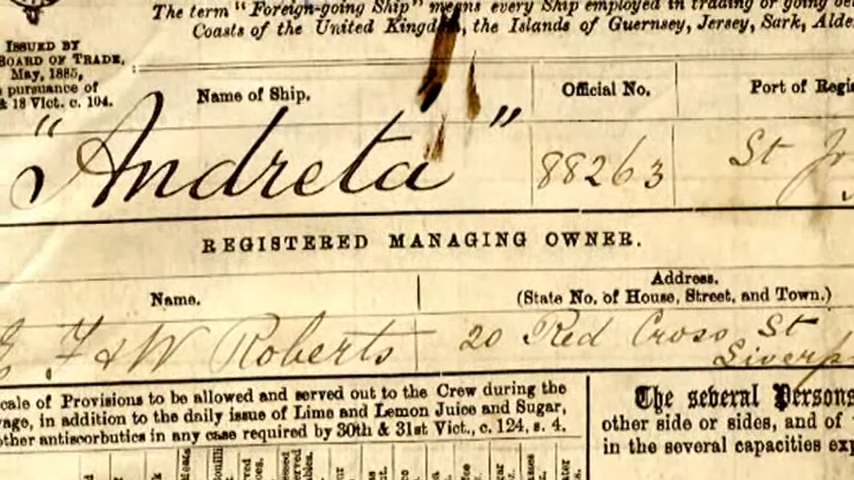 The term "Foreign-going Ship" means every Ship employed in trading or going be
Coasts of the United Kingdom, the Islands of Guernsey, Jersey, Sark, Alde
ISSUED BY
BOARD OF TRADE,
May, 1885,
pursuance of
& 18 Vict. c. 104.
Name of Ship.
Official No.
Port of Regi
"Andreta"
88263
St Jo
REGISTERED MANAGING OWNER.
Name.
Address.
(State No. of House, Street, and Town.)
F & W Roberts
20 Red Cross St
Liverp
cale of Provisions to be allowed and served out to the Crew during the
yage, in addition to the daily issue of Lime and Lemon Juice and Sugar,
other antiscorbutics in any case required by 30th & 31st Vict., c. 124, s. 4.
The several Persons
other side or sides, and of
in the several capacities exp